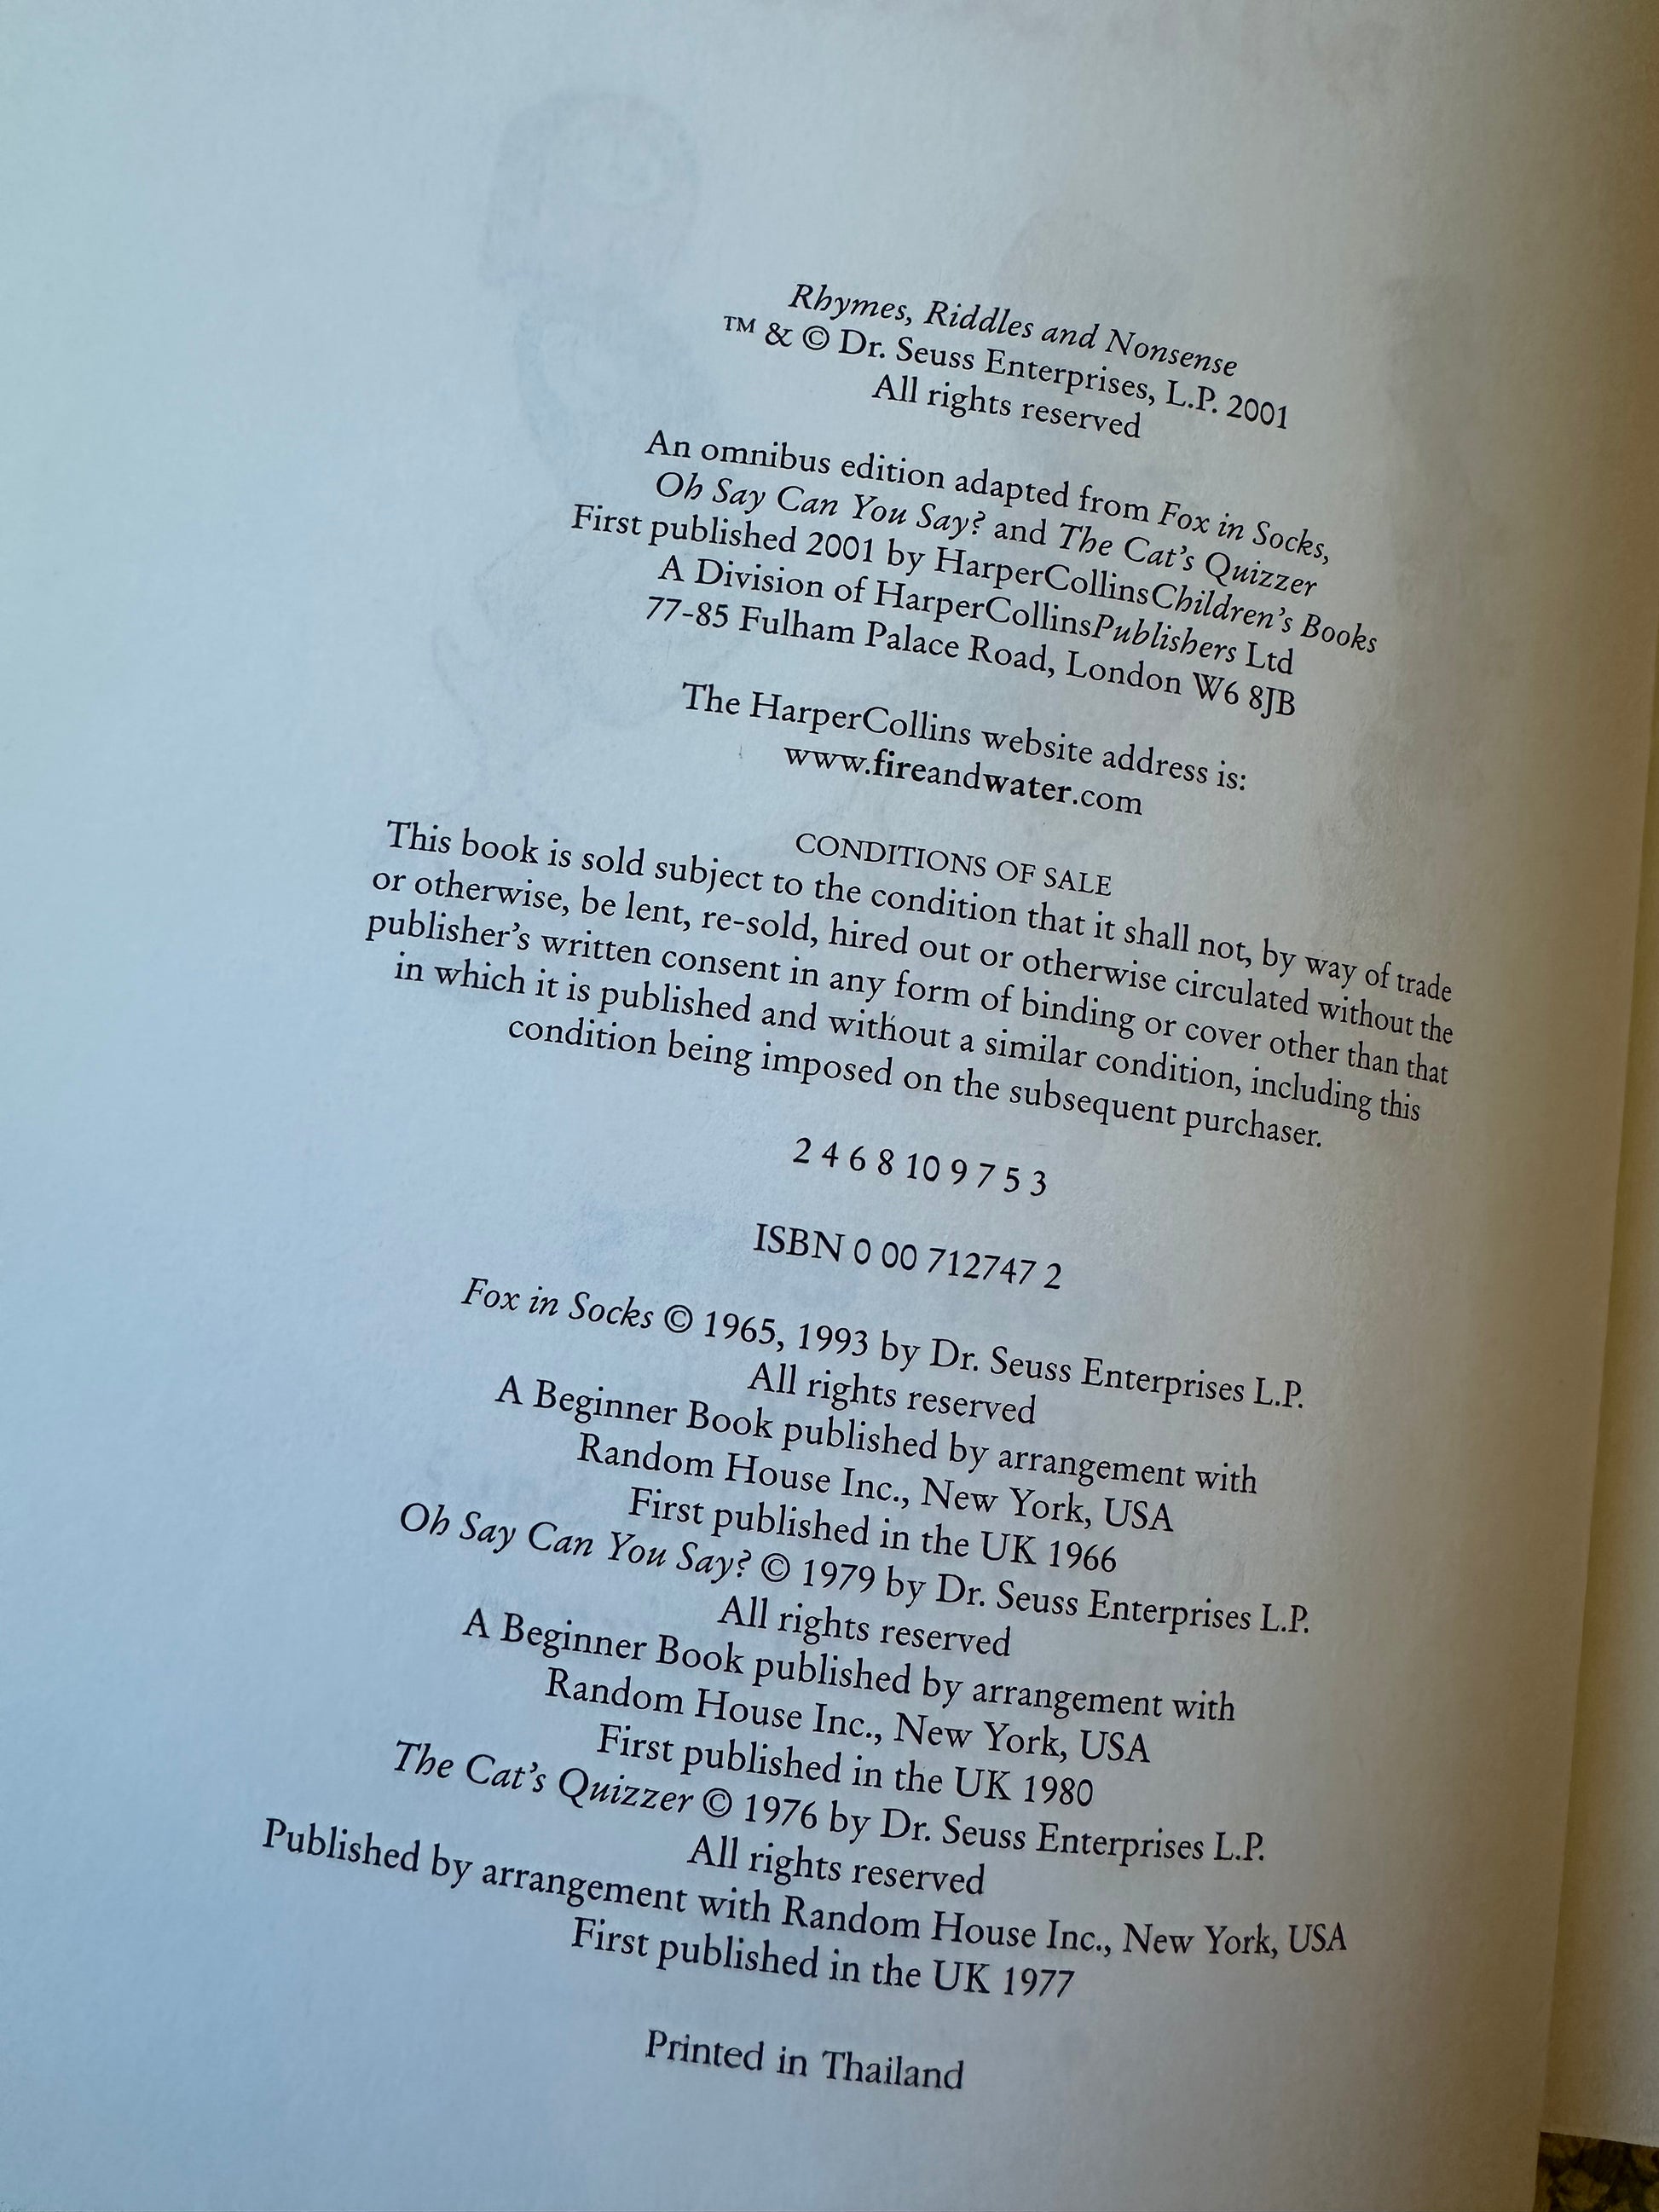 Rhymes, Riddles and Nonsense
™ & © Dr. Seuss Enterprises, L.P. 2001
All rights reserved
An omnibus edition adapted from Fox in Socks,
Oh Say Can You Say? and The Cat's Quizzer
First published 2001 by HarperCollinsChildren's Books
A Division of HarperCollinsPublishers Ltd
77-85 Fulham Palace Road, London W6 8JB
The HarperCollins website address is:
www.fireandwater.com
CONDITIONS OF SALE
This book is sold subject to the condition that it shall not, by way of trade
or otherwise, be lent, re-sold, hired out or otherwise circulated without the
publisher's written consent in any form of binding or cover other than that
in which it is published and without a similar condition, including this
condition being imposed on the subsequent purchaser.
2 4 6 8 10 9 7 5 3
ISBN 0 00 712747 2
Fox in Socks © 1965, 1993 by Dr. Seuss Enterprises L.P.
All rights reserved
A Beginner Book published by arrangement with
Random House Inc., New York, USA
First published in the UK 1966
Oh Say Can You Say? © 1979 by Dr. Seuss Enterprises L.P.
All rights reserved
A Beginner Book published by arrangement with
Random House Inc., New York, USA
First published in the UK 1980
The Cat's Quizzer © 1976 by Dr. Seuss Enterprises L.P.
All rights reserved
Published by arrangement with Random House Inc., New York, USA
First published in the UK 1977
Printed in Thailand